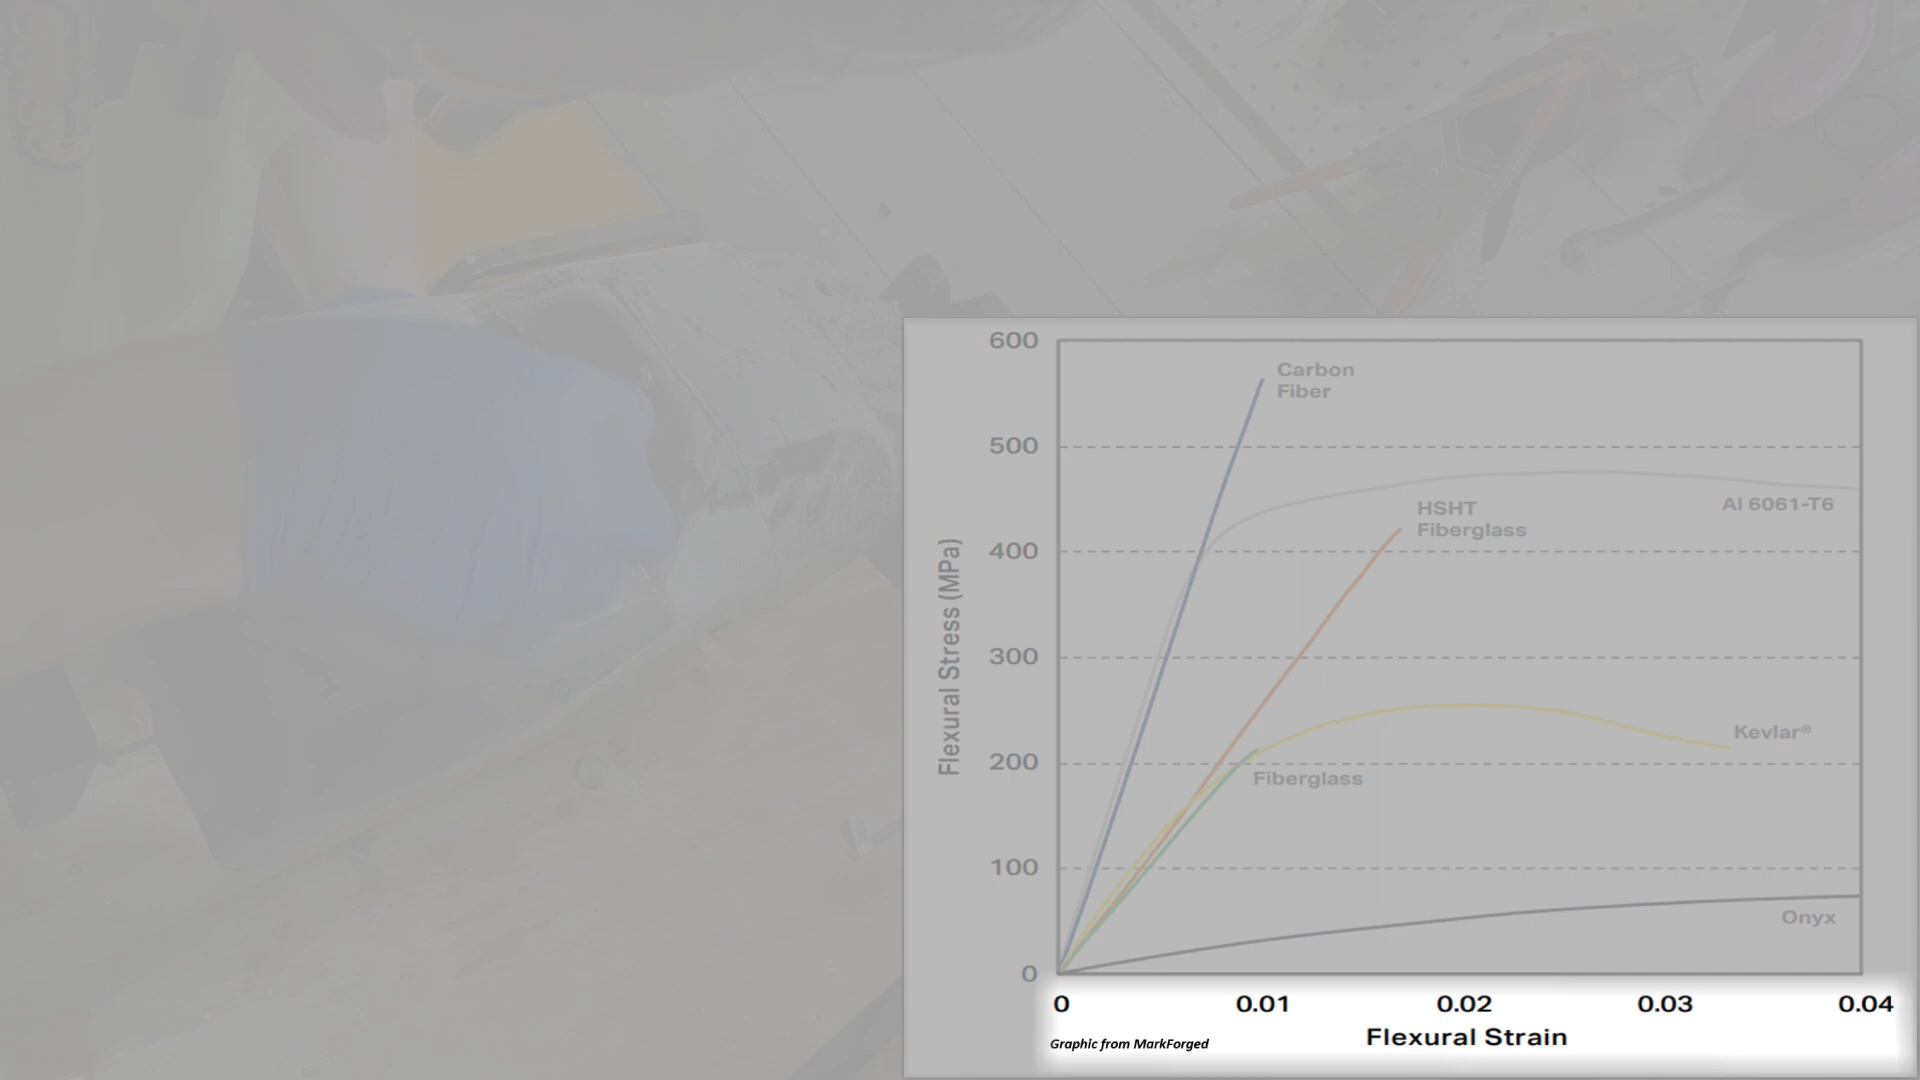 600
Carbon
Fiber
500
HSHT
Fiberglass
Al 6061-T6
400
300
Kevlar®
200
Fiberglass
100
Onyx
0
Flexural Stress (MPa)
0 0.01 0.02 0.03 0.04
Flexural Strain
Graphic from MarkForged